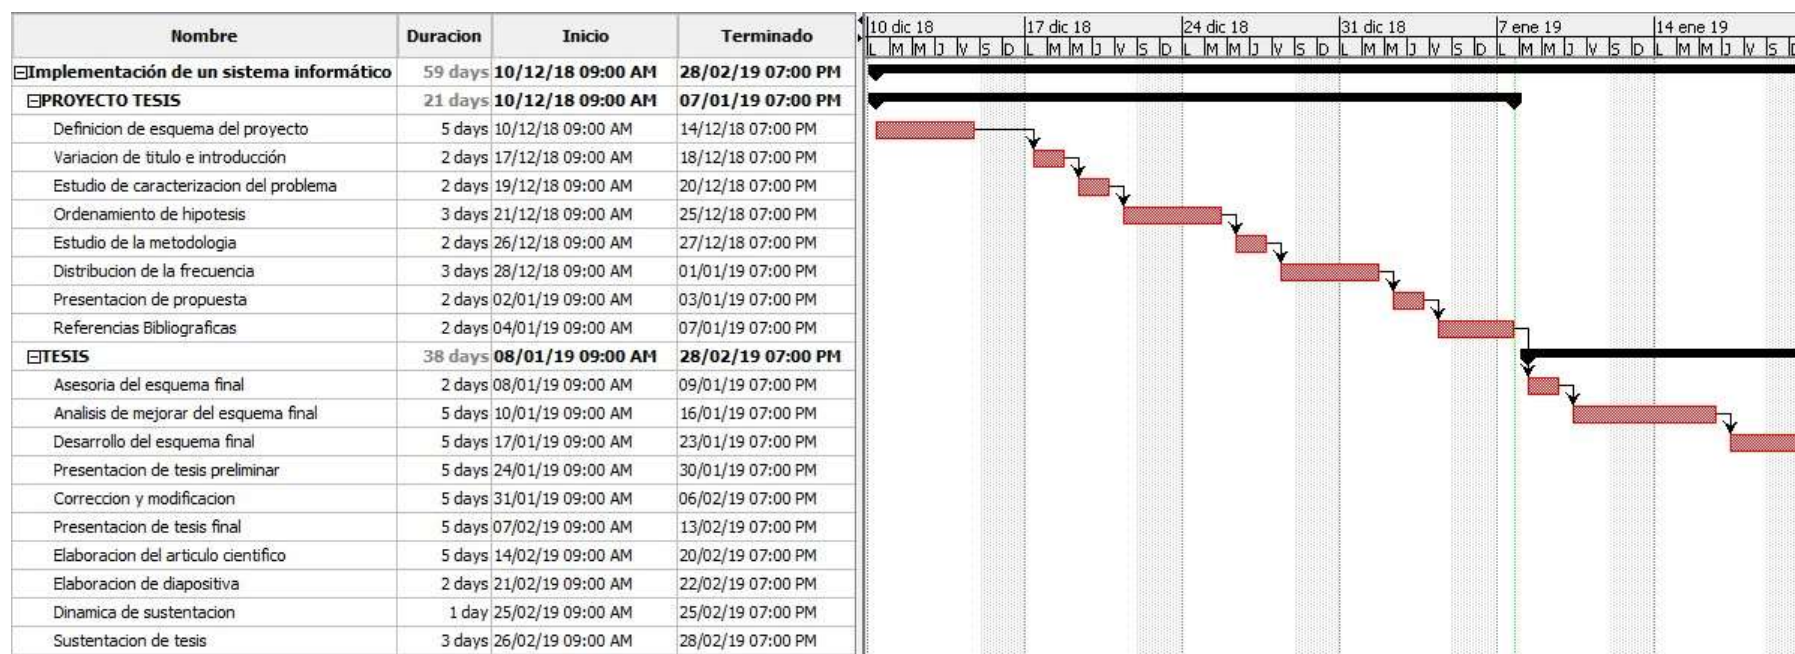 Nombre Duracion Inicio Terminado 10 dic 18 17 dic 18 24 dic 18 31 dic 18 7 ene 19 14 ene 19
L M M J V S D L M M J V S D L M M J V S D L M M J V S D L M M J V S D L M M J V S D
Implementación de un sistema informático 59 days 10/12/18 09:00 AM 28/02/19 07:00 PM
PROYECTO TESIS 21 days 10/12/18 09:00 AM 07/01/19 07:00 PM
Definicion de esquema del proyecto 5 days 10/12/18 09:00 AM 14/12/18 07:00 PM
Variacion de titulo e introducción 2 days 17/12/18 09:00 AM 18/12/18 07:00 PM
Estudio de caracterizacion del problema 2 days 19/12/18 09:00 AM 20/12/18 07:00 PM
Ordenamiento de hipotesis 3 days 21/12/18 09:00 AM 25/12/18 07:00 PM
Estudio de la metodologia 2 days 26/12/18 09:00 AM 27/12/18 07:00 PM
Distribucion de la frecuencia 3 days 28/12/18 09:00 AM 01/01/19 07:00 PM
Presentacion de propuesta 2 days 02/01/19 09:00 AM 03/01/19 07:00 PM
Referencias Bibliograficas 2 days 04/01/19 09:00 AM 07/01/19 07:00 PM
TESIS 38 days 08/01/19 09:00 AM 28/02/19 07:00 PM
Asesoria del esquema final 2 days 08/01/19 09:00 AM 09/01/19 07:00 PM
Analisis de mejorar del esquema final 5 days 10/01/19 09:00 AM 16/01/19 07:00 PM
Desarrollo del esquema final 5 days 17/01/19 09:00 AM 23/01/19 07:00 PM
Presentacion de tesis preliminar 5 days 24/01/19 09:00 AM 30/01/19 07:00 PM
Correccion y modificacion 5 days 31/01/19 09:00 AM 06/02/19 07:00 PM
Presentacion de tesis final 5 days 07/02/19 09:00 AM 13/02/19 07:00 PM
Elaboracion del articulo cientifico 5 days 14/02/19 09:00 AM 20/02/19 07:00 PM
Elaboracion de diapositiva 2 days 21/02/19 09:00 AM 22/02/19 07:00 PM
Dinamica de sustentacion 1 day 25/02/19 09:00 AM 25/02/19 07:00 PM
Sustentacion de tesis 3 days 26/02/19 09:00 AM 28/02/19 07:00 PM